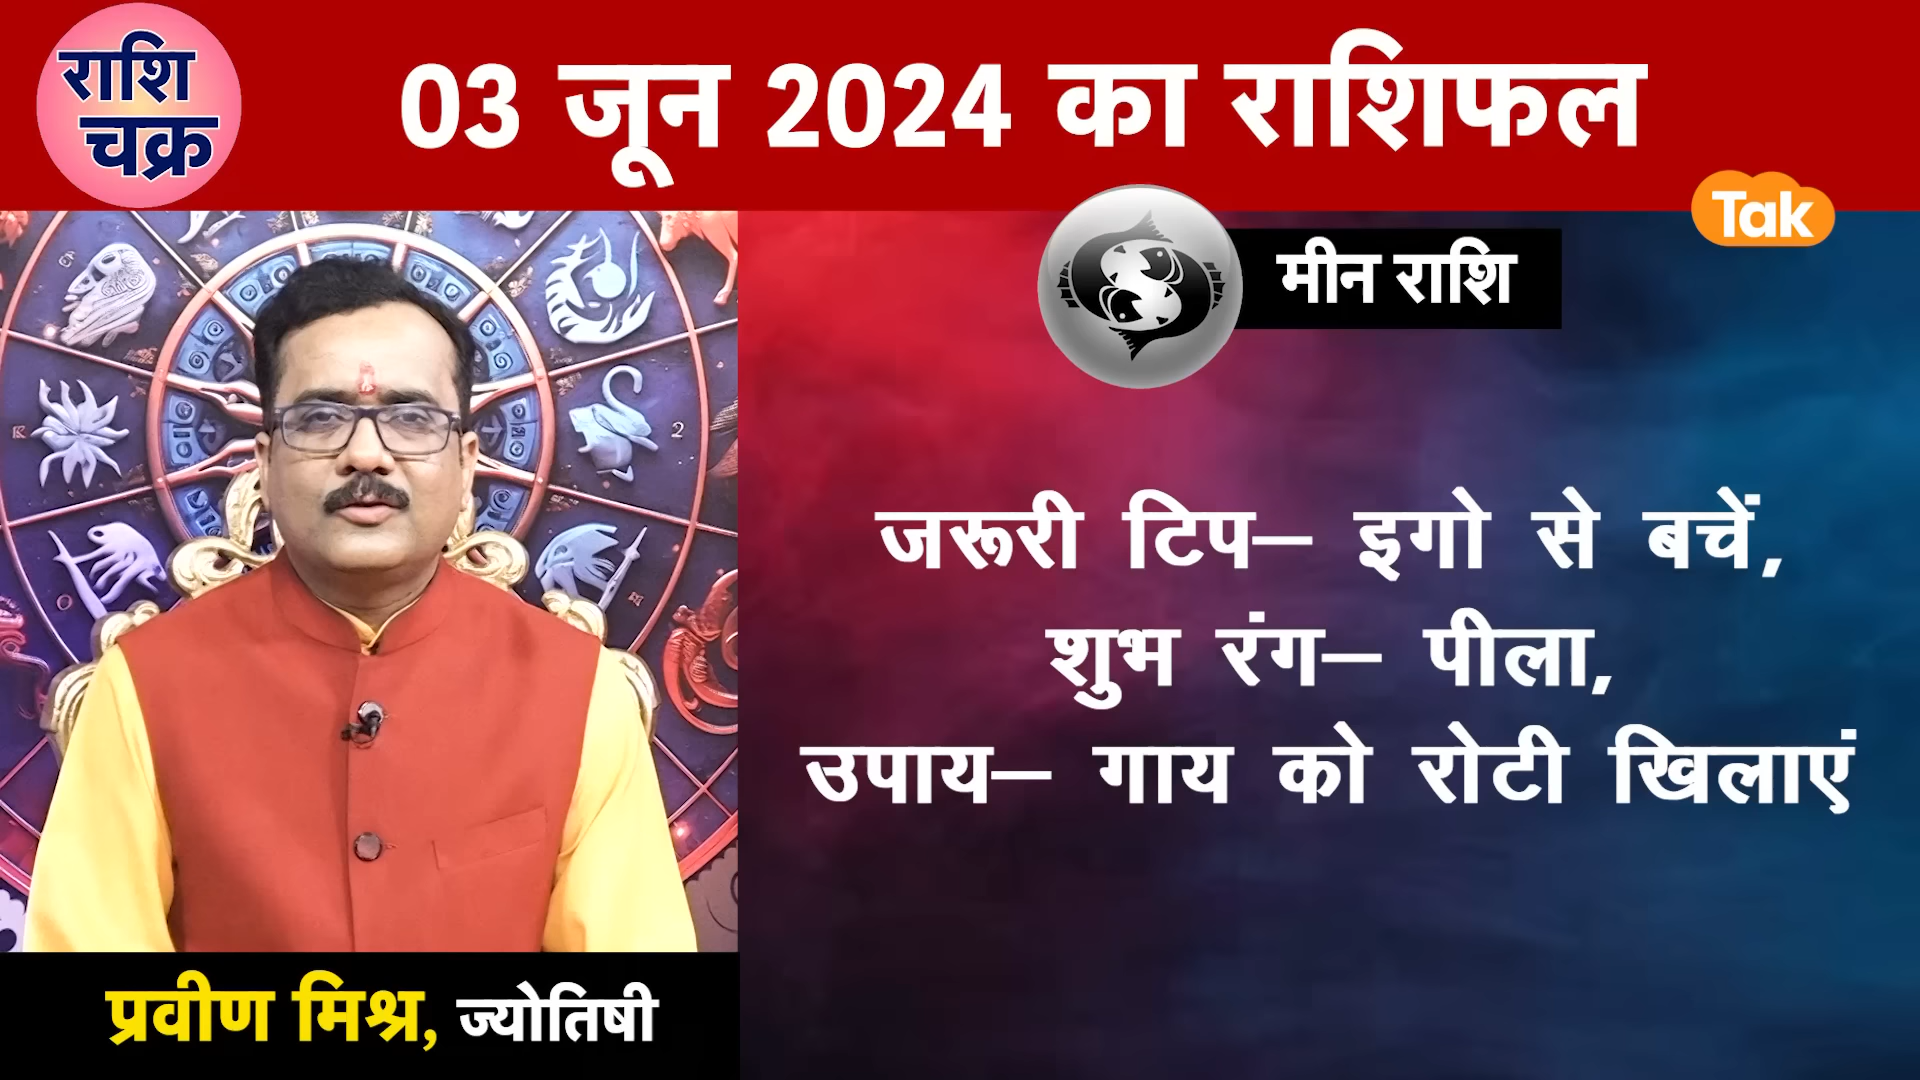 राशि
चक्र
03 जून 2024 का राशिफल
Tak
मीन राशि
जरूरी टिप– इगो से बचें,
शुभ रंग– पीला,
उपाय– गाय को रोटी खिलाएं
प्रवीण मिश्र, ज्योतिषी